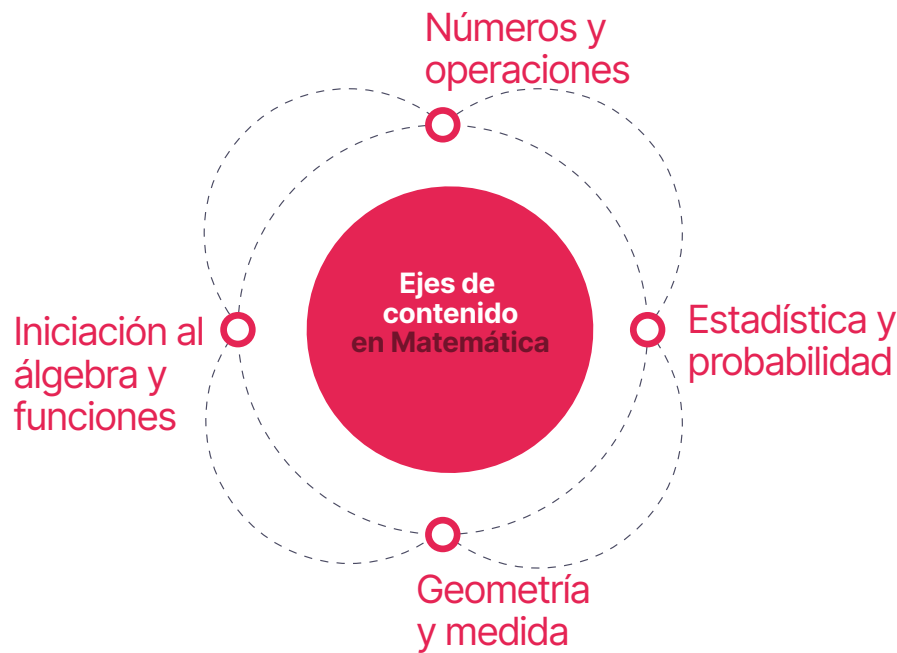 Números y
operaciones
Ejes de
contenido
en Matemática
Iniciación al
álgebra y
funciones
Estadística y
probabilidad
Geometría
y medida